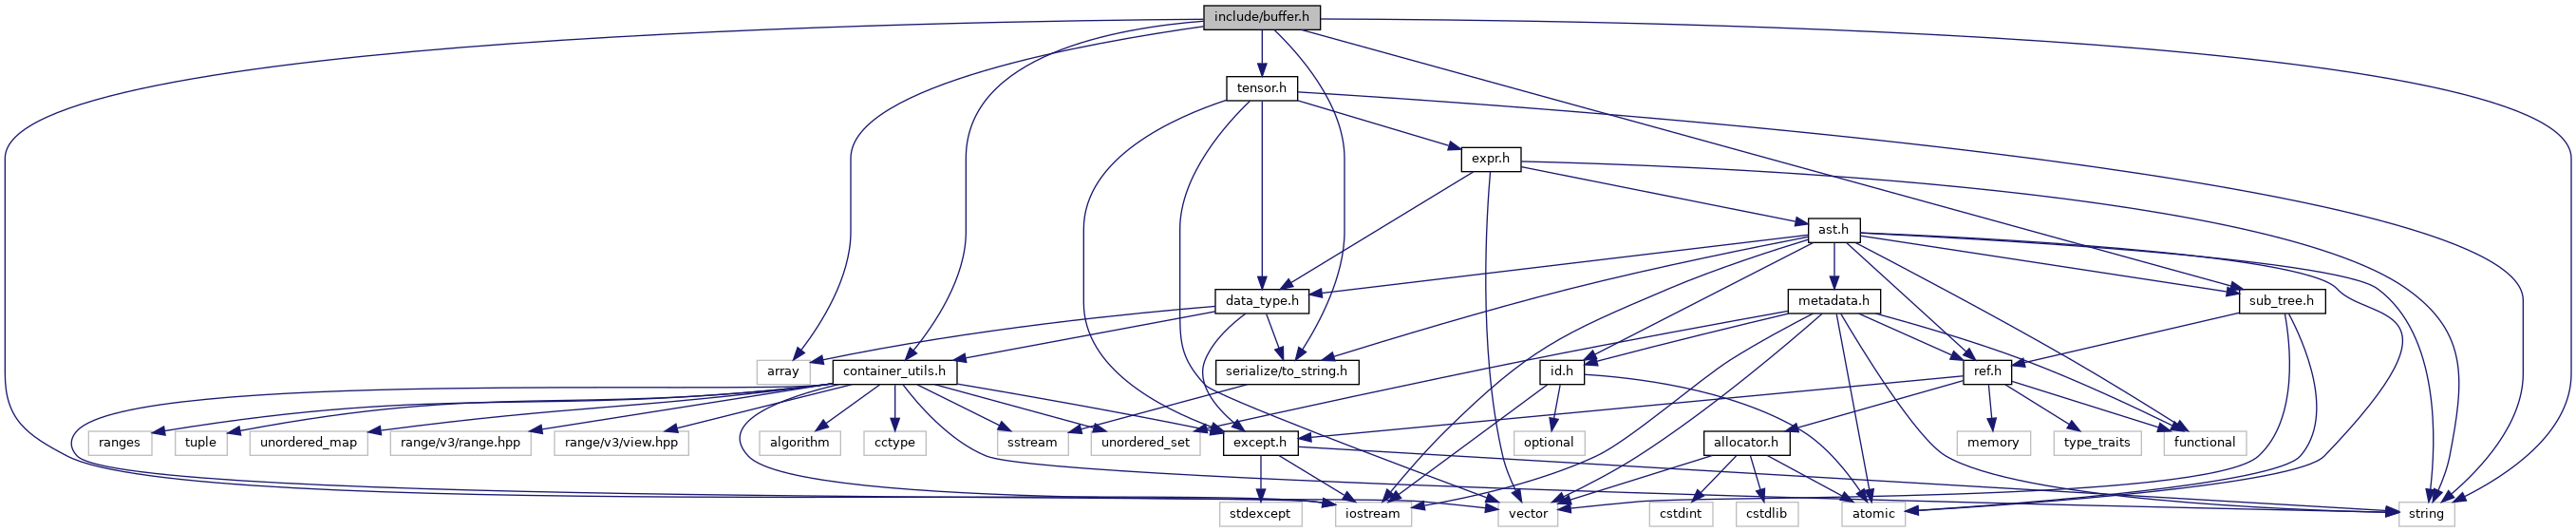 include/buffer.h
tensor.h
expr.h
ast.h
data_type.h
metadata.h
sub_tree.h
array
container_utils.h
serialize/to_string.h
id.h
ref.h
ranges
tuple
unordered_map
range/v3/range.hpp
range/v3/view.hpp
algorithm
cctype
sstream
unordered_set
except.h
optional
allocator.h
memory
type_traits
functional
stdexcept
iostream
vector
cstdint
cstdlib
atomic
string